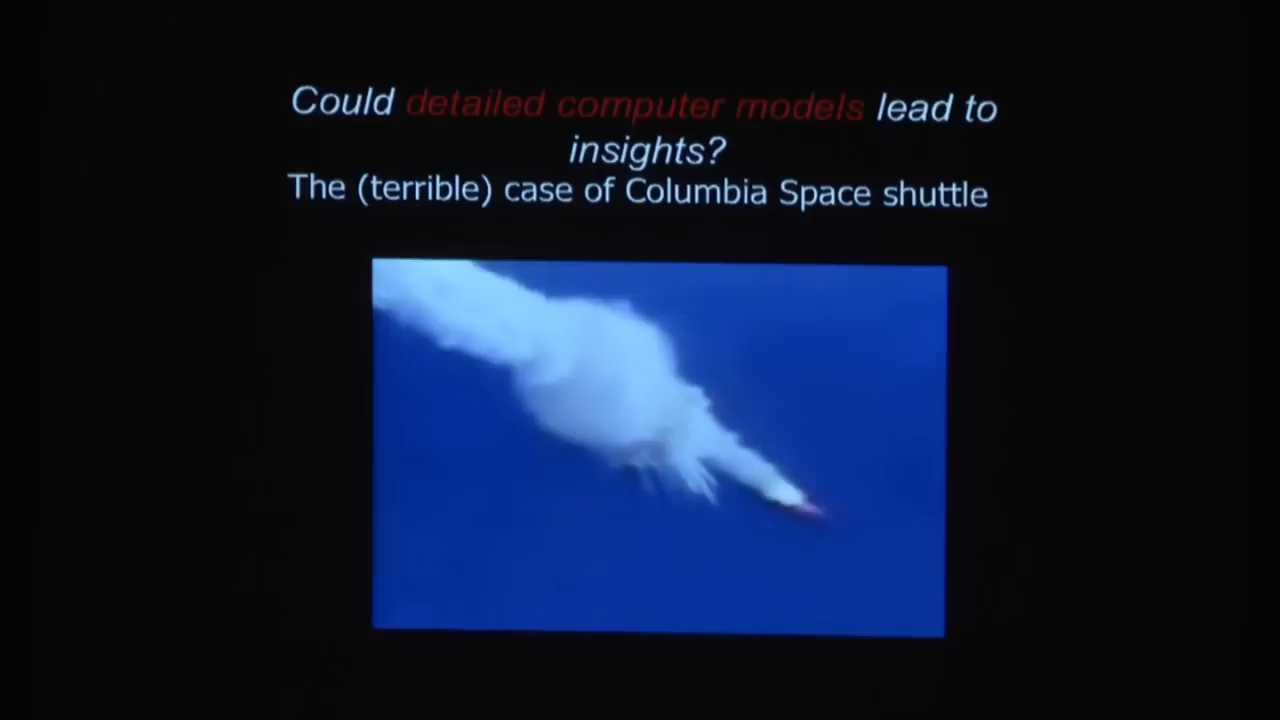 Could detailed computer models lead to
insights?
The (terrible) case of Columbia Space shuttle